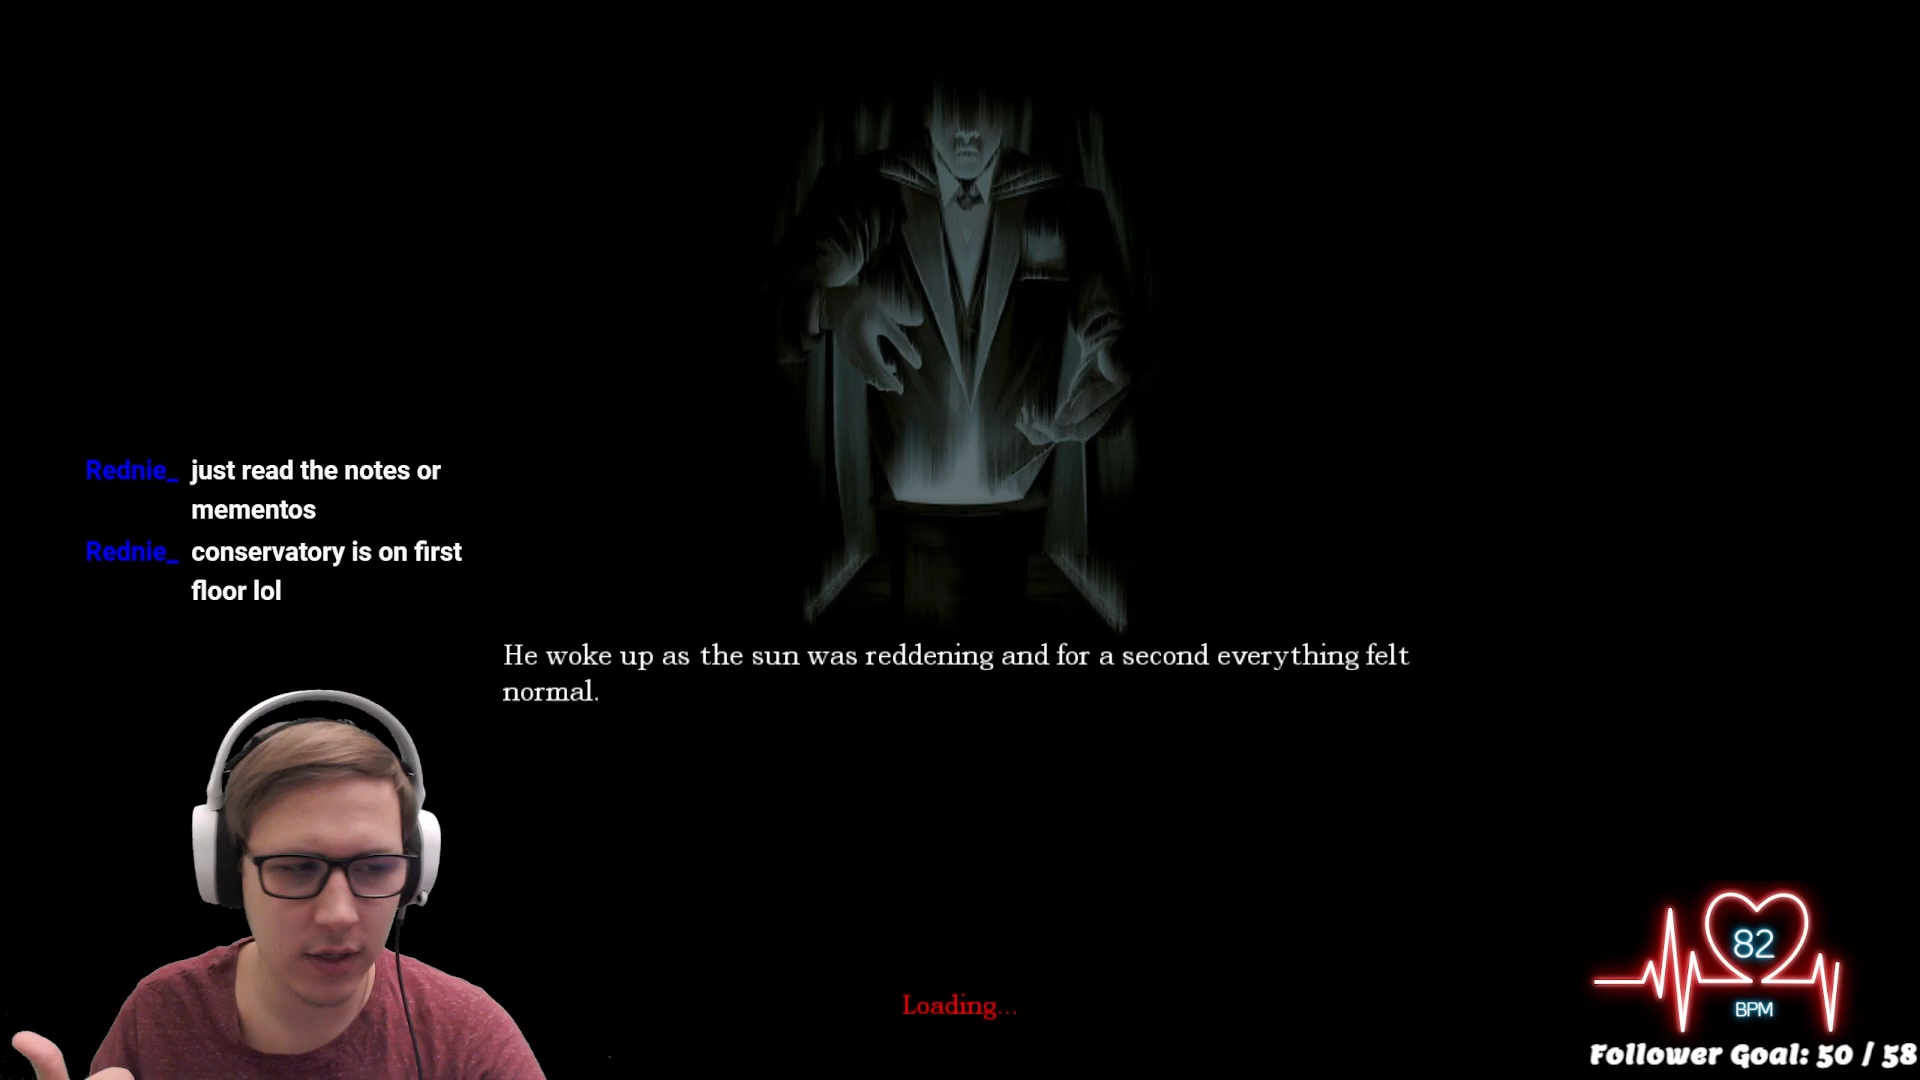 Rednie_ just read the notes or
mementos
Rednie_ conservatory is on first
floor lol
He woke up as the sun was reddening and for a second everything felt
normal.
Loading...
82
BPM
Follower Goal: 50 / 58